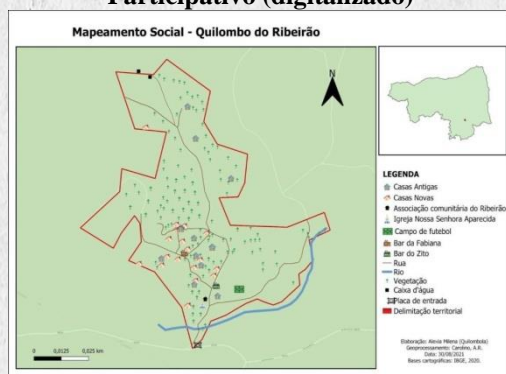 Participativo (digitalizado)
Mapeamento Social - Quilombo do Ribeirão
N
LEGENDA
Casas Antigas
Casas Novas
Associação comunitária do Ribeirão
Igreja Nossa Senhora Aparecida
Campo de futebol
Bar da Fabiana
Bar do Zito
Rua
Rio
Vegetação
Caixa d'água
Placa de entrada
Delimitação territorial
0 0,0125 0,025 km
Elaboração: Alexia Milena (Quilombola)
Geoprocessamento: Carolino, A.R.
Data: 30/08/2021
Bases cartográficas: IBGE, 2020.